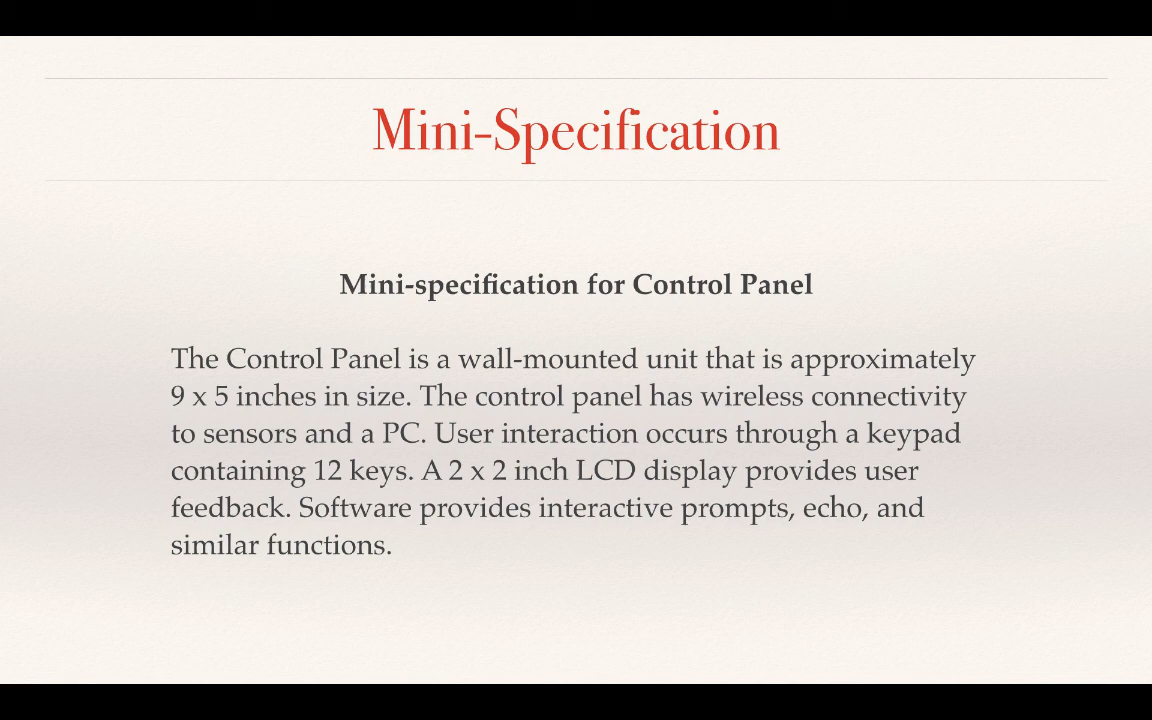 Mini-Specification
Mini-specification for Control Panel
The Control Panel is a wall-mounted unit that is approximately
9 x 5 inches in size. The control panel has wireless connectivity
to sensors and a PC. User interaction occurs through a keypad
containing 12 keys. A 2 x 2 inch LCD display provides user
feedback. Software provides interactive prompts, echo, and
similar functions.